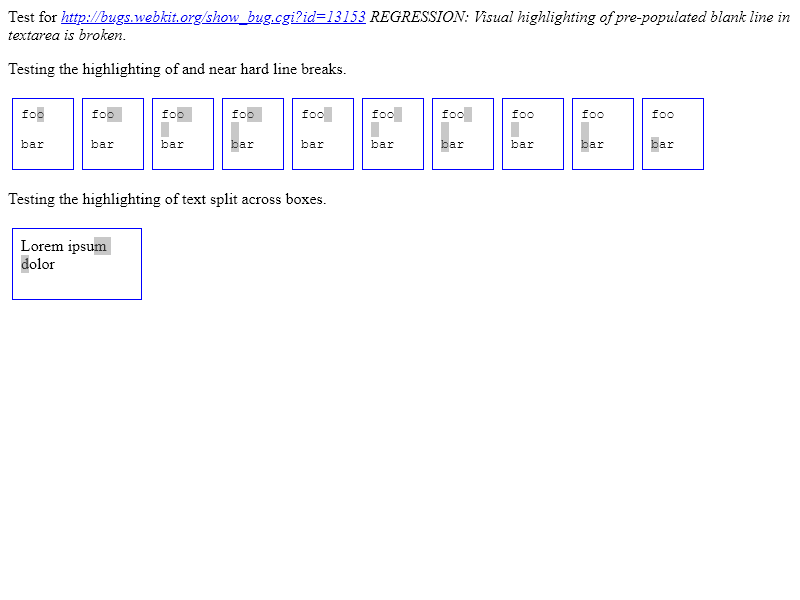 Test for http://bugs.webkit.org/show_bug.cgi?id=13153 REGRESSION: Visual highlighting of pre-populated blank line in
textarea is broken.
Testing the highlighting of and near hard line breaks.
foo foo foo foo foo foo foo foo foo foo
bar bar bar bar bar bar bar bar bar bar
Testing the highlighting of text split across boxes.
Lorem ipsum
dolor